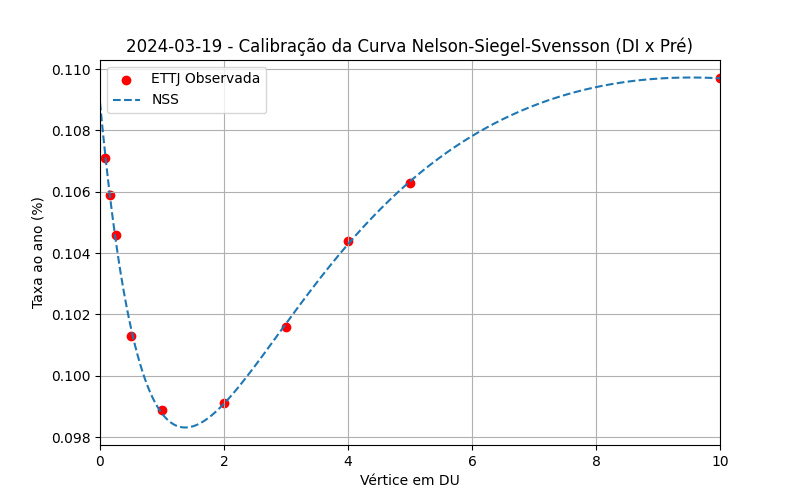 2024-03-19 - Calibração da Curva Nelson-Siegel-Svensson (DI x Pré)
ETTJ Observada
NSS
Taxa ao ano (%)
0.110
0.108
0.106
0.104
0.102
0.100
0.098
0 2 4 6 8 10
Vértice em DU